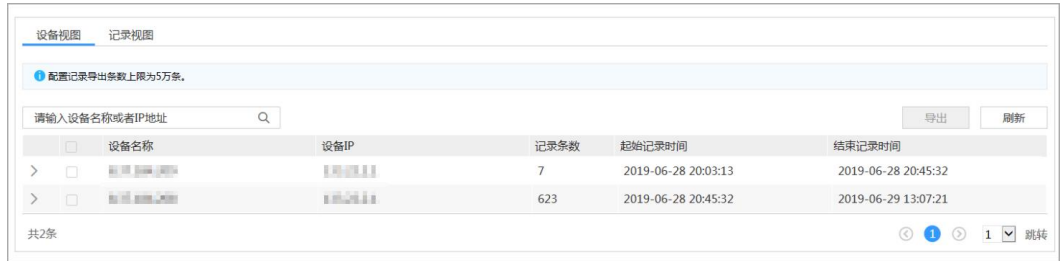 设备视图 记录视图
配置记录导出条数上限为5万条。
请输入设备名称或者IP地址 导出 刷新
设备名称 设备IP 记录条数 起始记录时间 结束记录时间
7 2019-06-28 20:03:13 2019-06-28 20:45:32
623 2019-06-28 20:45:32 2019-06-29 13:07:21
共2条 1 1 跳转